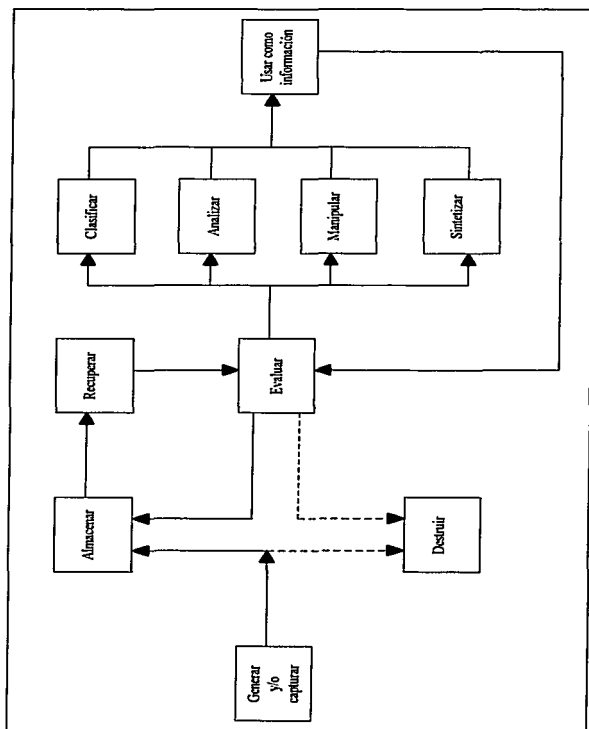 Generar
y/o
capturar
Almacenar
Destruir
Recuperar
Evaluar
Clasificar
Analizar
Manipular
Sintetizar
Usar como
información